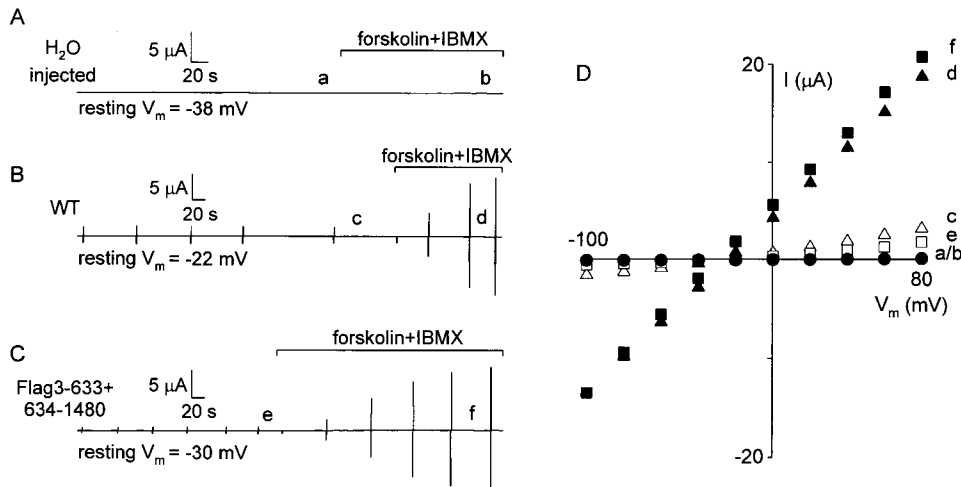 A
H₂O
injected
5 μA
20 s
forskolin+IBMX
a
b
resting Vm = -38 mV
B
WT
5 μA
20 s
forskolin+IBMX
c
d
resting Vm = -22 mV
C
Flag3-633+
634-1480
5 μA
20 s
forskolin+IBMX
e
f
resting Vm = -30 mV
D
20
I (μA)
f
d
c
e
a/b
-100
80
Vm (mV)
-20